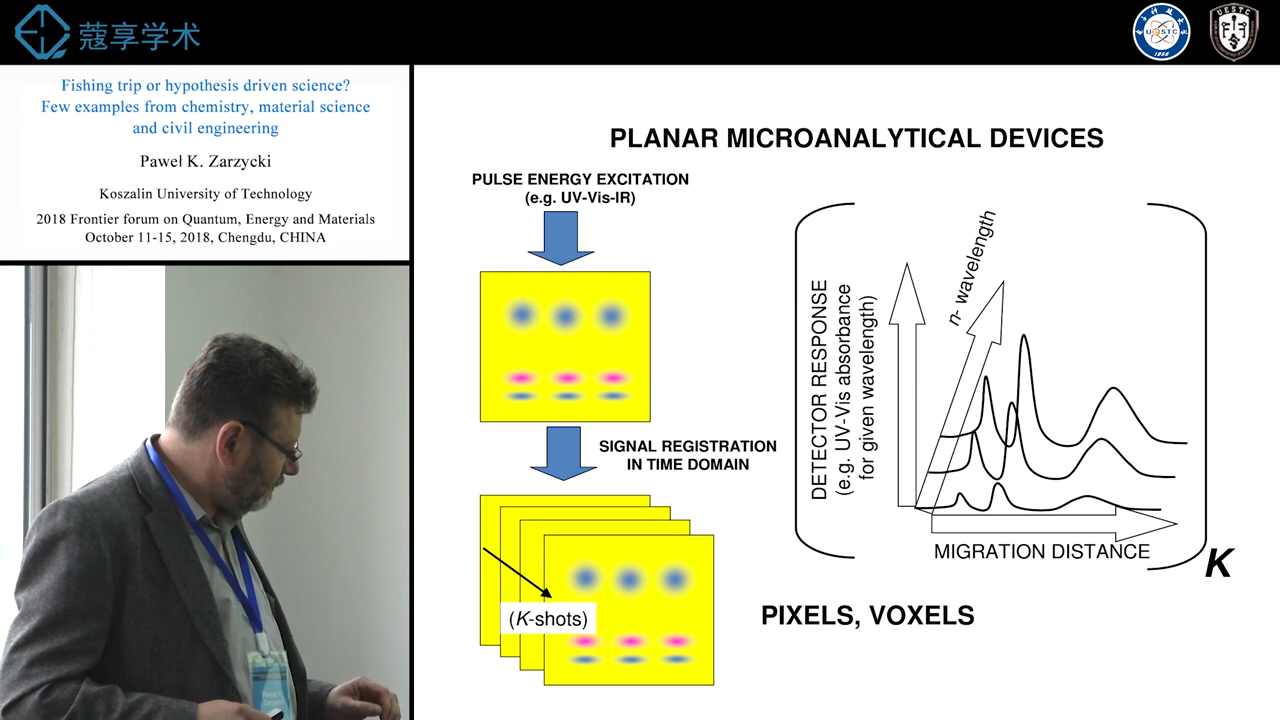 蔻享学术
UESTC
1956
UESTC
Fishing trip or hypothesis driven science?
Few examples from chemistry, material science
and civil engineering
Paweł K. Zarzycki
Koszalin University of Technology
2018 Frontier forum on Quantum, Energy and Materials
October 11-15, 2018, Chengdu, CHINA
PLANAR MICROANALYTICAL DEVICES
PULSE ENERGY EXCITATION
(e.g. UV-Vis-IR)
SIGNAL REGISTRATION
IN TIME DOMAIN
(K-shots)
DETECTOR RESPONSE
(e.g. UV-Vis absorbance
for given wavelength)
n- wavelength
MIGRATION DISTANCE
K
PIXELS, VOXELS